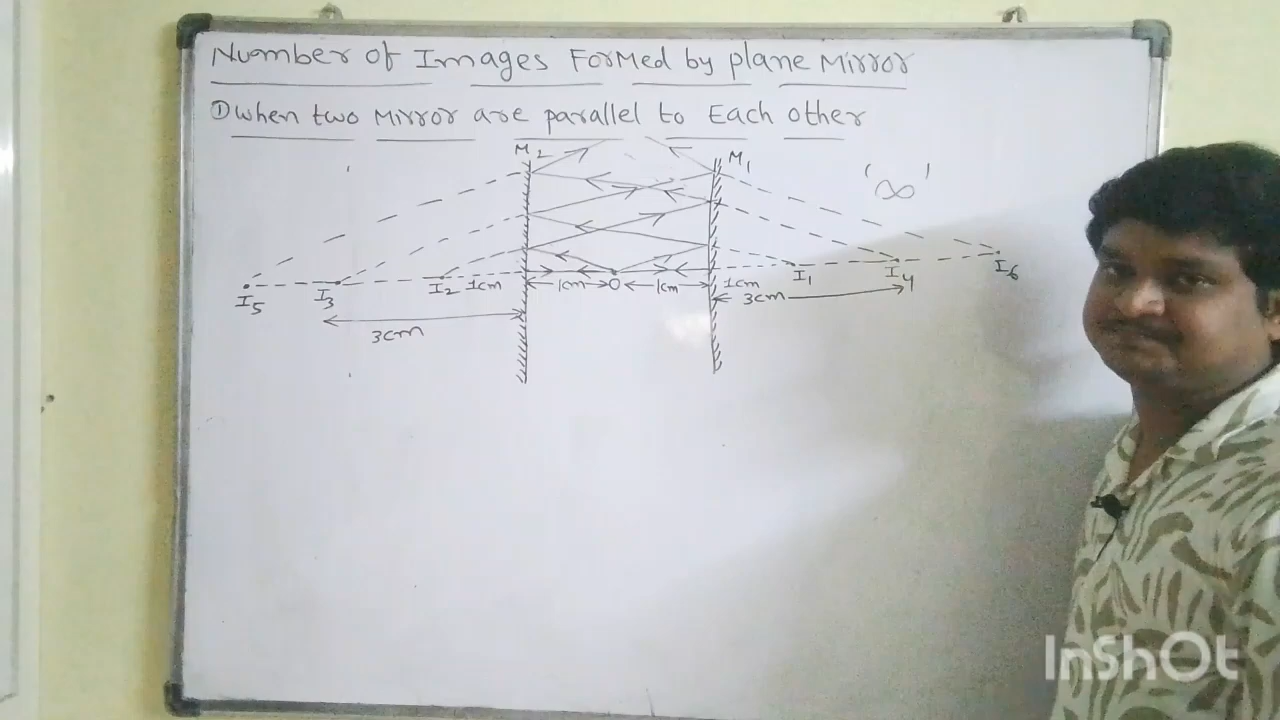 Number of Images Formed by plane Mirror
① when two Mirror are parallel to Each other
M2 M1 '∞'
I5 I3 I2 1cm 1cm O 1cm 1cm I1 I4 I6
3cm 3cm
InShOt